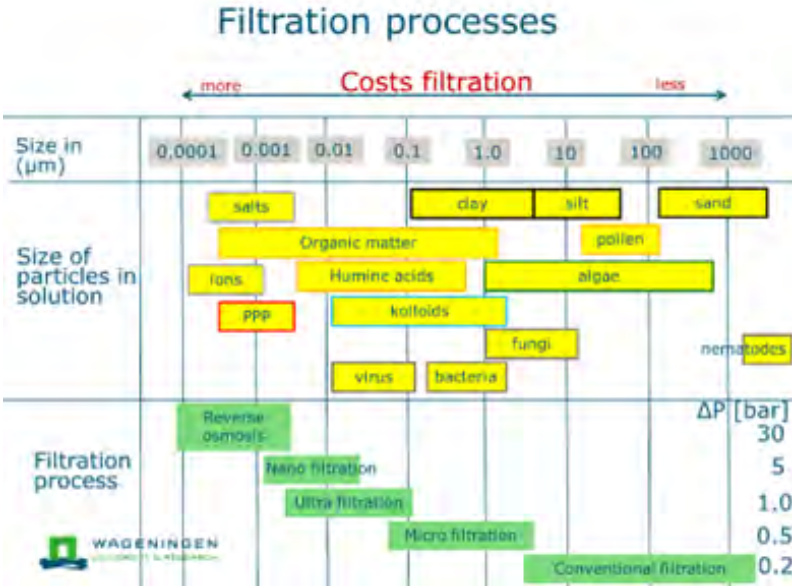 Filtration processes
more Costs filtration less
Size in (µm) 0,0001 0.001 0.01 0.1 1.0 10 100 1000
Size of particles in solution
salts clay silt sand
Organic matter pollen
ions Humine acids algae
PPP kolloids
fungi nematodes
virus bacteria
Filtration process
ΔP [bar]
Reverse osmosis 30
Nano filtration 5
Ultra filtration 1.0
Micro filtration 0.5
Conventional filtration 0.2
WAGENINGEN
UNIVERSITY & RESEARCH